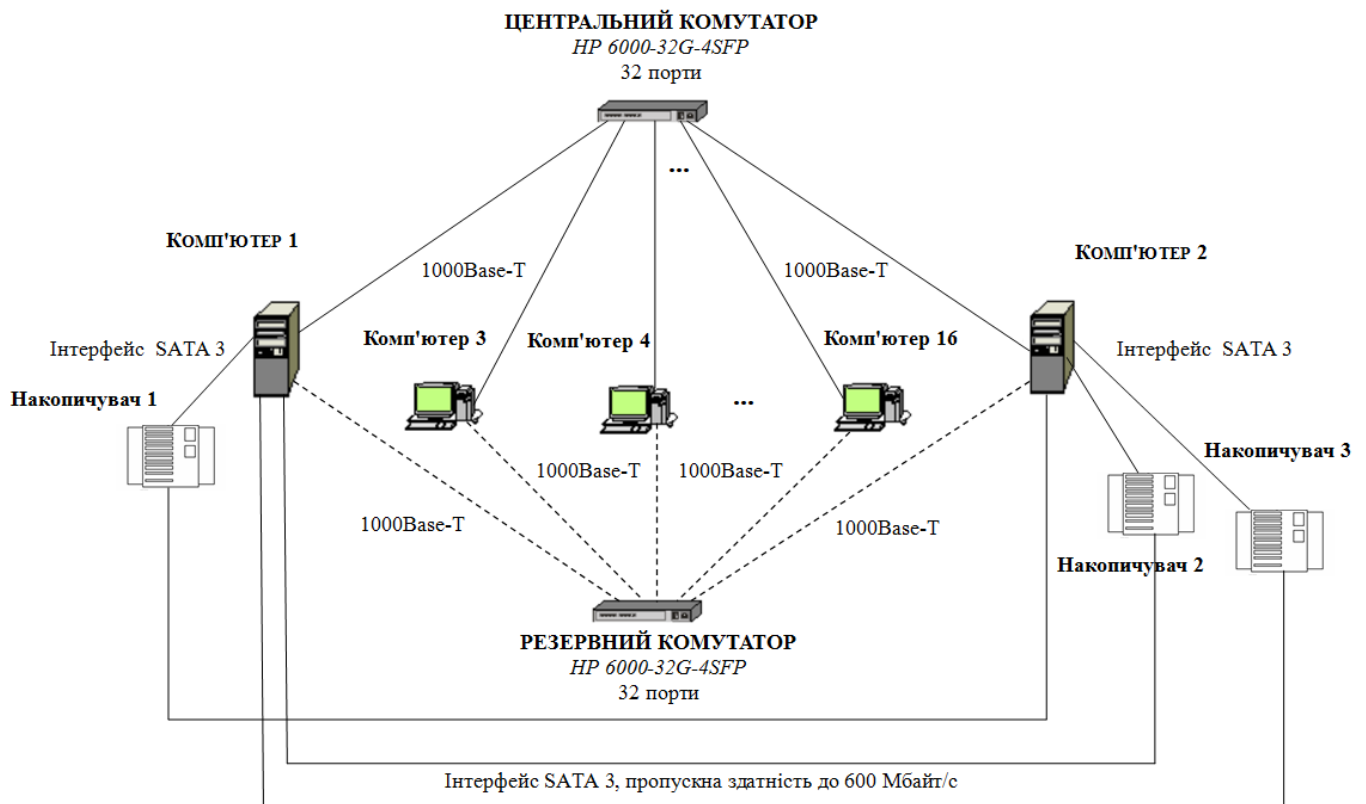 ЦЕНТРАЛЬНИЙ КОМУТАТОР
HP 6000-32G-4SFP
32 порти
...
КОМП'ЮТЕР 1
1000Base-T
1000Base-T
КОМП'ЮТЕР 2
Інтерфейс SATA 3
Комп'ютер 3
Комп'ютер 4
Комп'ютер 16
Інтерфейс SATA 3
Накопичувач 1
...
Накопичувач 3
1000Base-T
1000Base-T
1000Base-T
1000Base-T
Накопичувач 2
РЕЗЕРВНИЙ КОМУТАТОР
HP 6000-32G-4SFP
32 порти
Інтерфейс SATA 3, пропускна здатність до 600 Мбайт/с